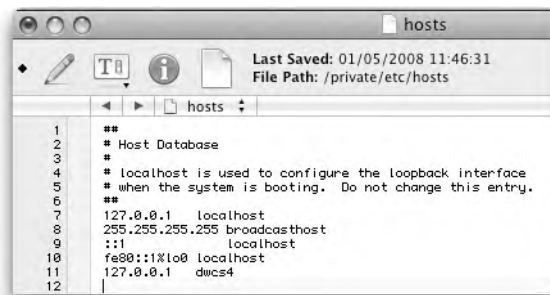 hosts
T
Last Saved: 01/05/2008 11:46:31
File Path: /private/etc/hosts
hosts
1 ##
2 # Host Database
3 #
4 # localhost is used to configure the loopback interface
5 # when the system is booting. Do not change this entry.
6 ##
7 127.0.0.1 localhost
8 255.255.255.255 broadcasthost
9 ::1 localhost
10 fe80::1%lo0 localhost
11 127.0.0.1 dwcs4
12